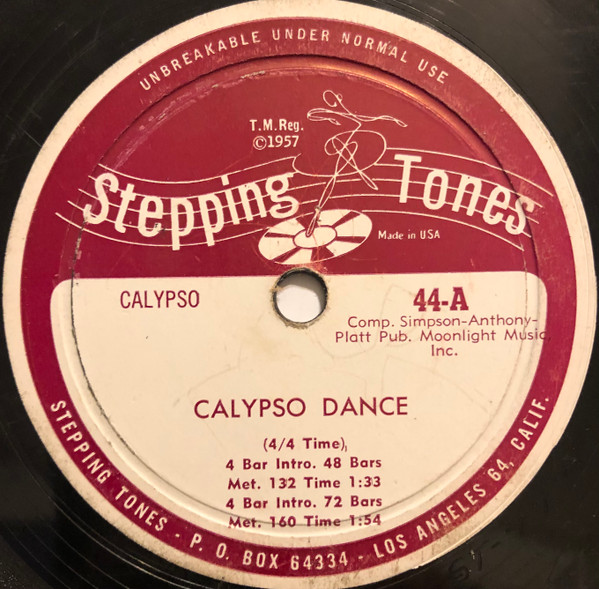 UNBREAKABLE UNDER NORMAL USE
T.M.Reg.
©1957
Stepping Tones
Made in USA
CALYPSO
44-A
Comp. Simpson-Anthony-
Platt Pub. Moonlight Music,
Inc.
CALYPSO DANCE
(4/4 Time)
4 Bar Intro. 48 Bars
Met. 132 Time 1:33
4 Bar Intro. 72 Bars
Met. 160 Time 1:54
STEPPING TONES - P. O. BOX 64334 - LOS ANGELES 64, CALIF.